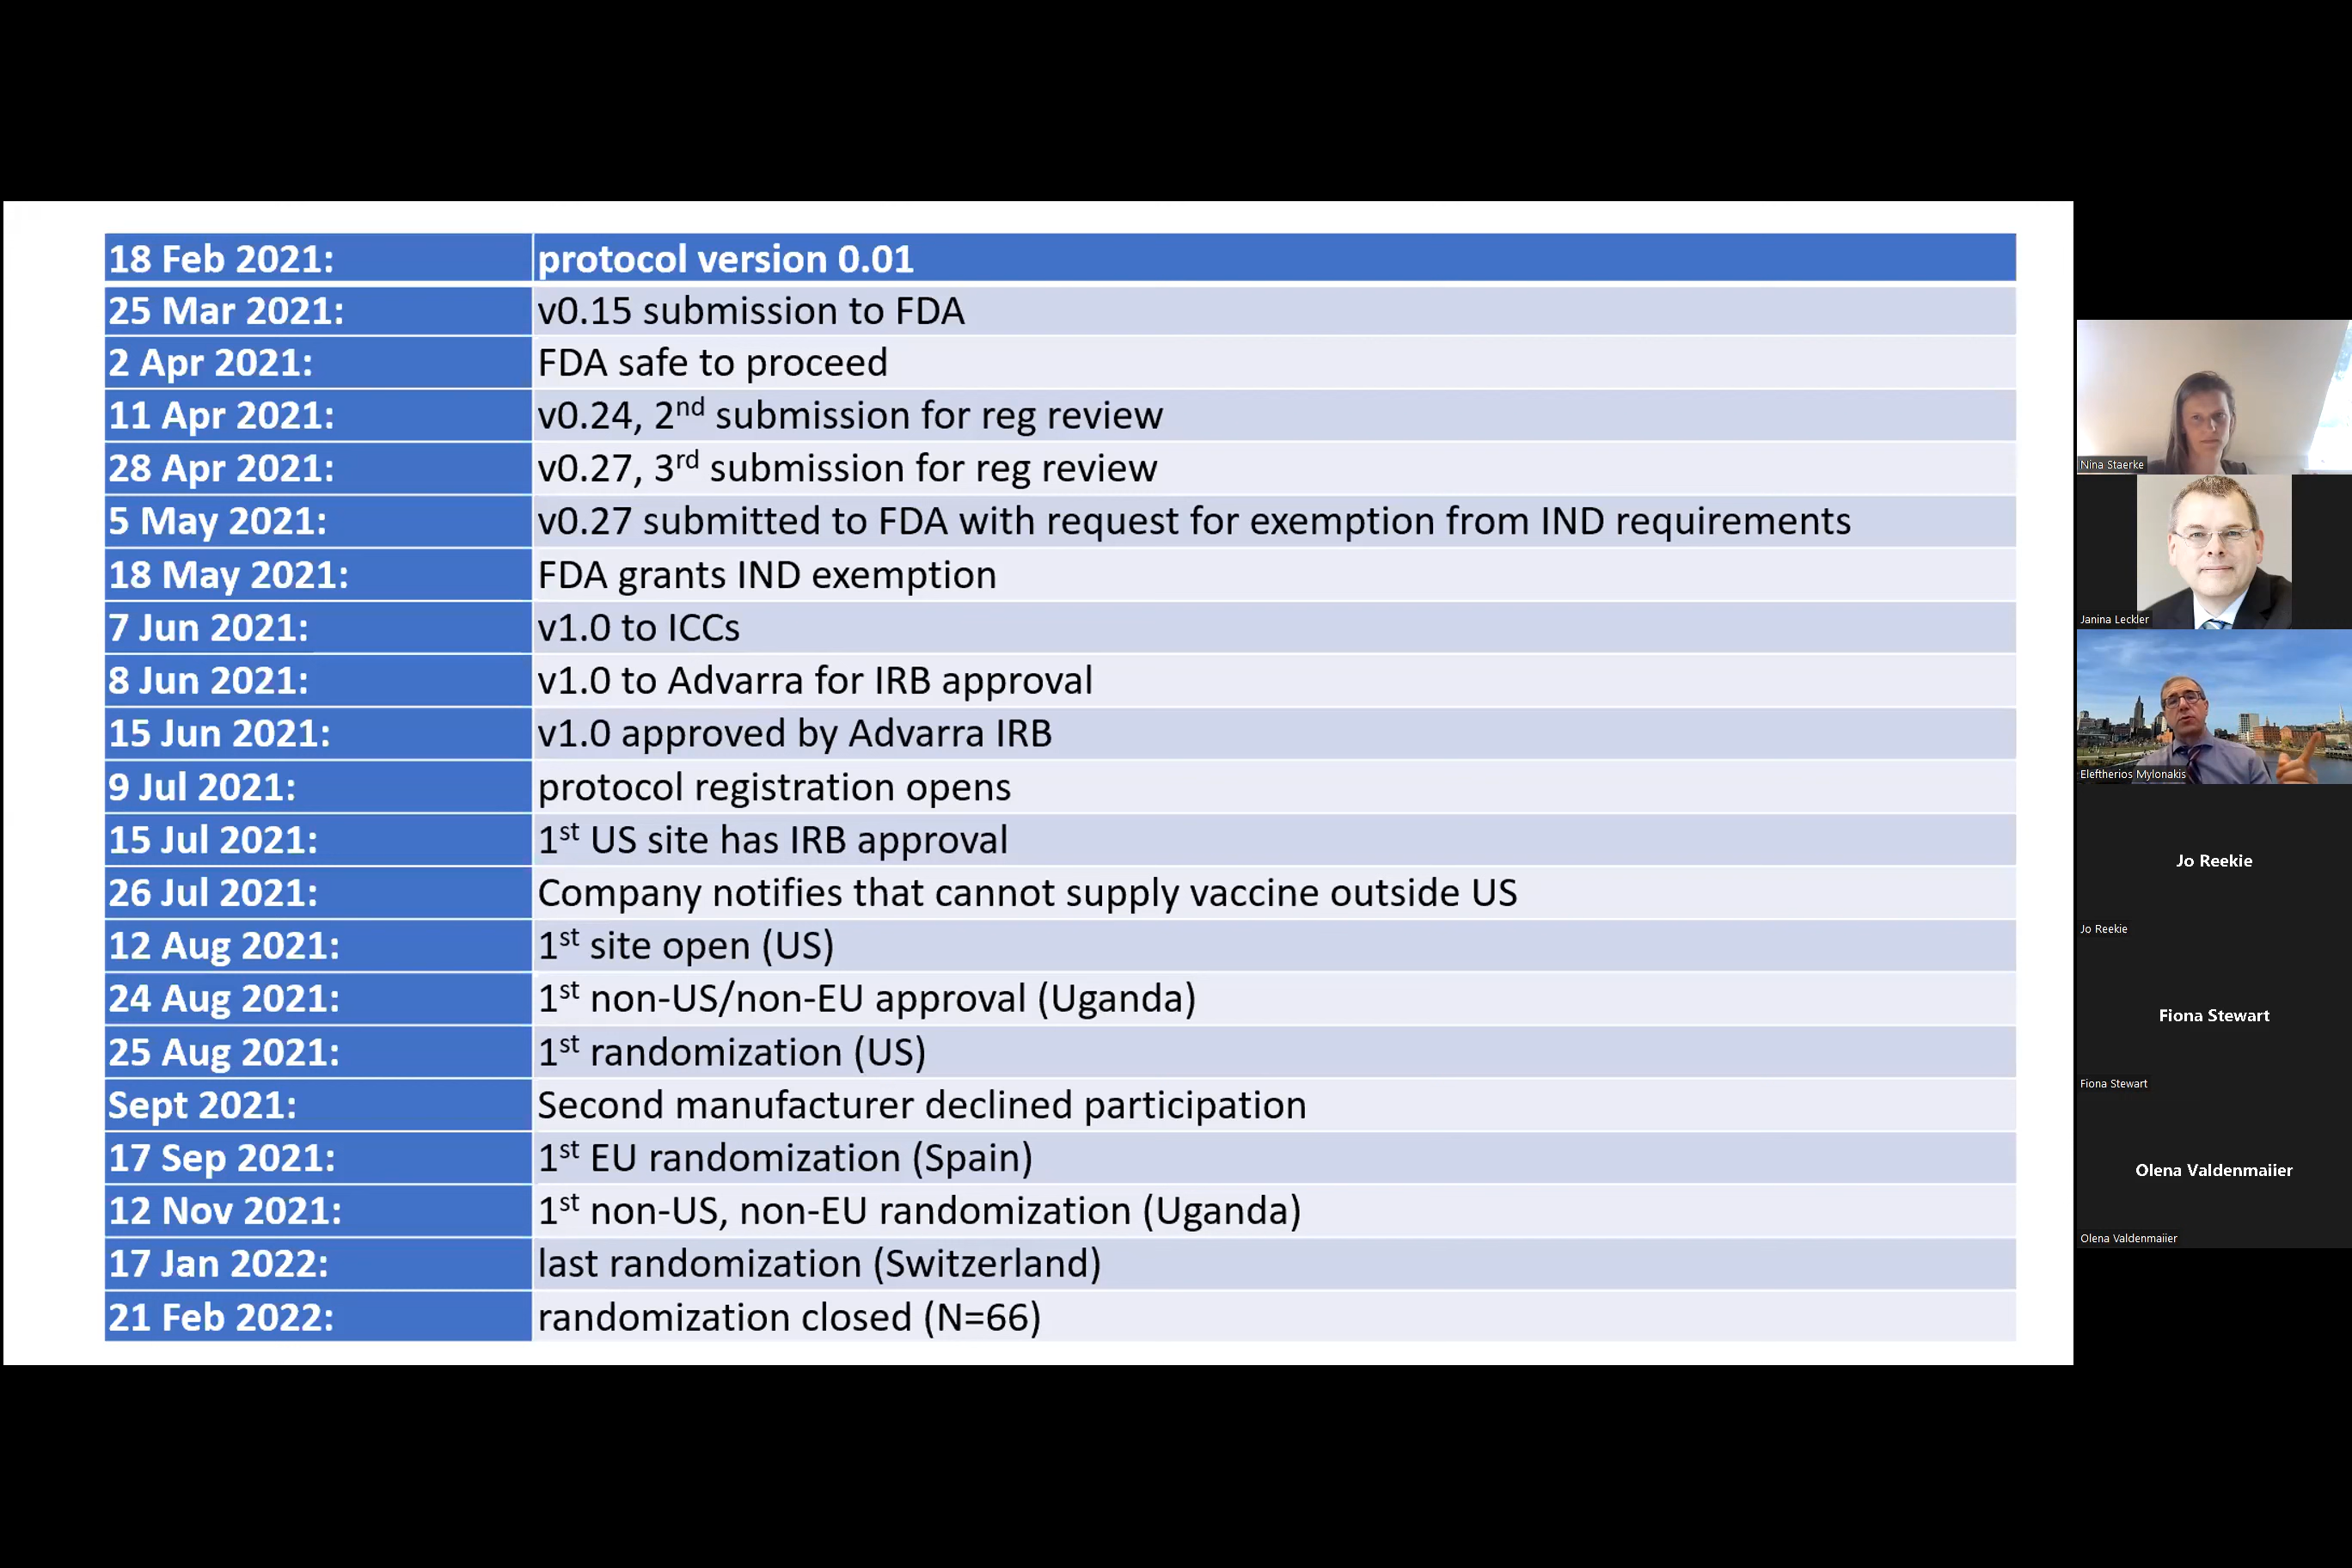 18 Feb 2021: protocol version 0.01
25 Mar 2021: v0.15 submission to FDA
2 Apr 2021: FDA safe to proceed
11 Apr 2021: v0.24, 2nd submission for reg review
28 Apr 2021: v0.27, 3rd submission for reg review
5 May 2021: v0.27 submitted to FDA with request for exemption from IND requirements
18 May 2021: FDA grants IND exemption
7 Jun 2021: v1.0 to ICCs
8 Jun 2021: v1.0 to Advarra for IRB approval
15 Jun 2021: v1.0 approved by Advarra IRB
9 Jul 2021: protocol registration opens
15 Jul 2021: 1st US site has IRB approval
26 Jul 2021: Company notifies that cannot supply vaccine outside US
12 Aug 2021: 1st site open (US)
24 Aug 2021: 1st non-US/non-EU approval (Uganda)
25 Aug 2021: 1st randomization (US)
Sept 2021: Second manufacturer declined participation
17 Sep 2021: 1st EU randomization (Spain)
12 Nov 2021: 1st non-US, non-EU randomization (Uganda)
17 Jan 2022: last randomization (Switzerland)
21 Feb 2022: randomization closed (N=66)
Nina Staerke
Janina Leckler
Eleftherios Mylonakis
Jo Reekie
Jo Reekie
Fiona Stewart
Fiona Stewart
Olena Valdenmaiier
Olena Valdenmaiier